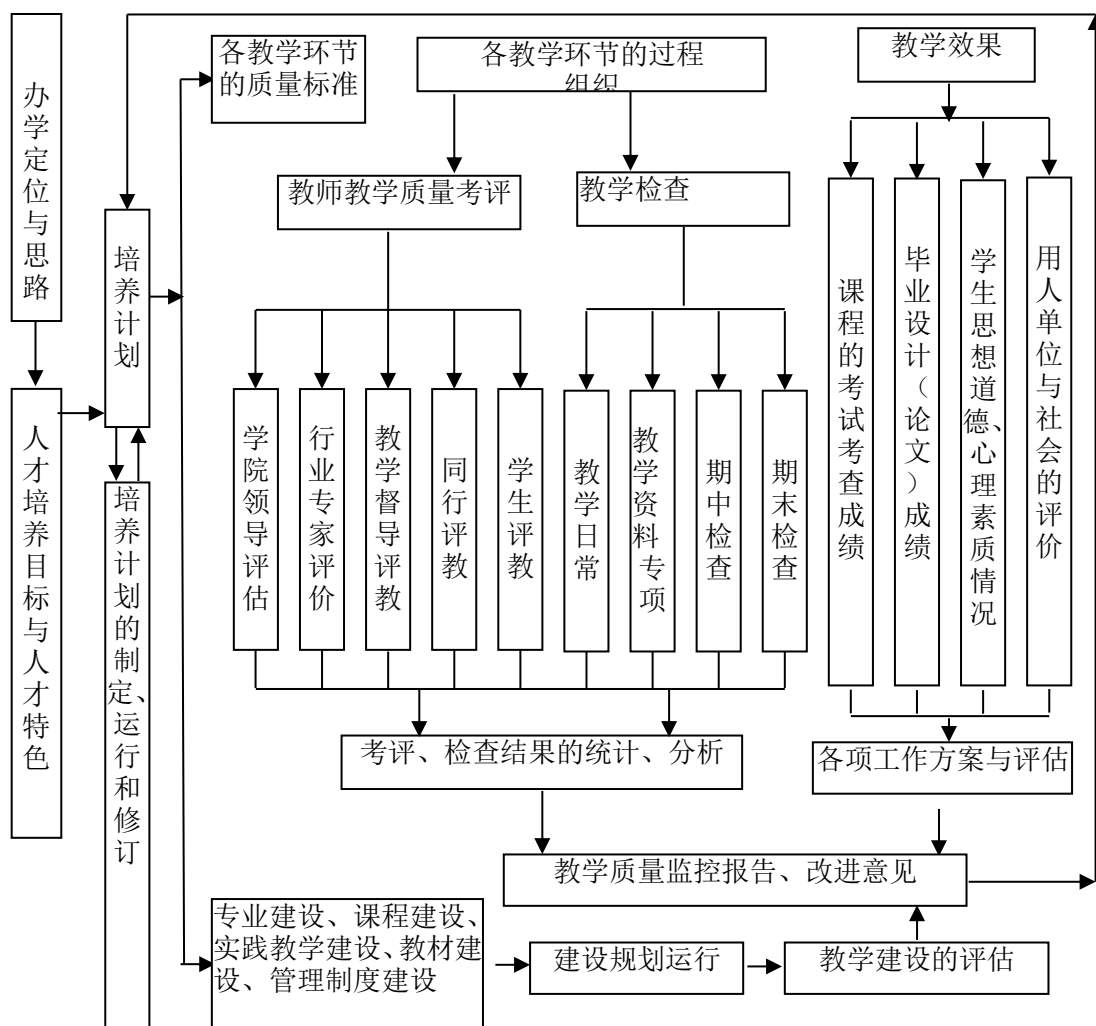 办学定位与思路
人才培养目标与人才特色
培养计划
培养计划的制定、运行和修订
各教学环节
的质量标准
各教学环节的过程
组织
教学效果
教师教学质量考评
教学检查
学院领导评估
行业专家评价
教学督导评教
同行评教
学生评教
教学日常
教学资料专项
期中检查
期末检查
课程的考试考查成绩
毕业设计（论文）成绩
学生思想道德、心理素质情况
用人单位与社会的评价
考评、检查结果的统计、分析
各项工作方案与评估
教学质量监控报告、改进意见
专业建设、课程建设、
实践教学建设、教材建
设、管理制度建设
建设规划运行
教学建设的评估